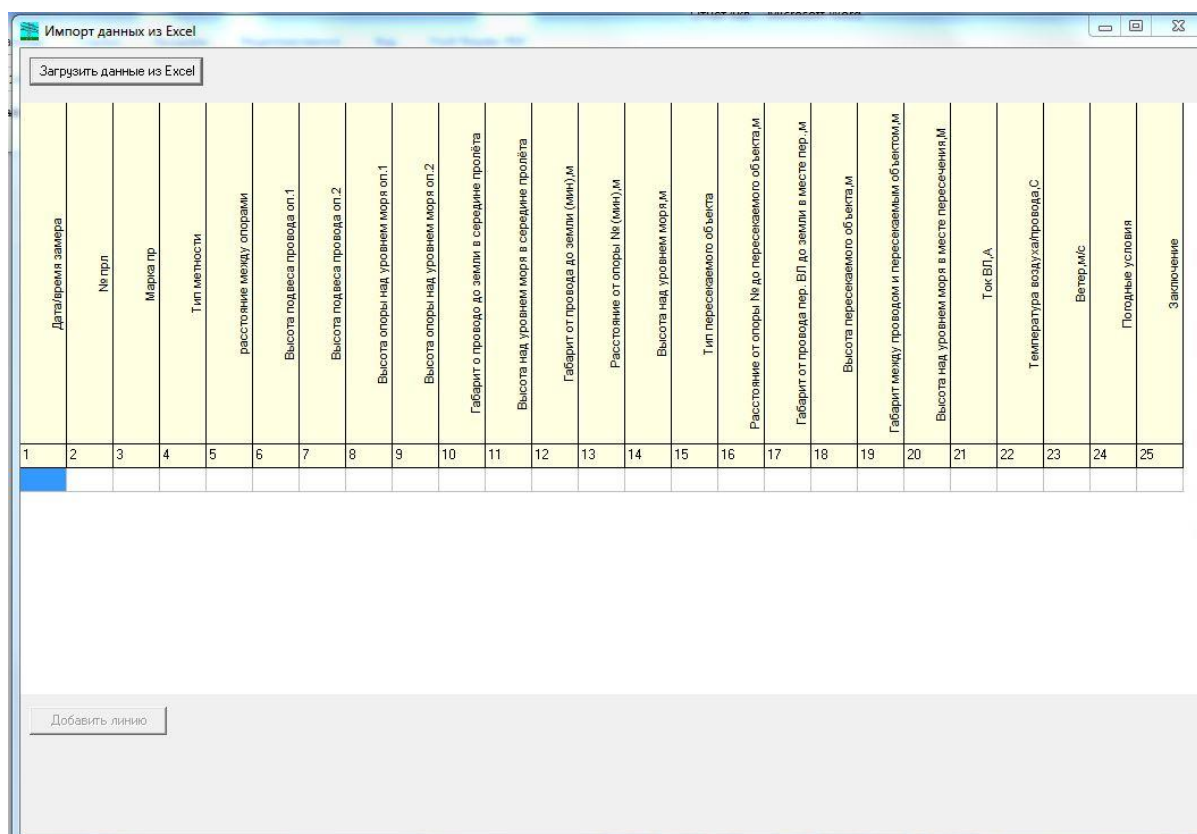 Импорт данных из Excel
Загрузить данные из Excel
Дата/время замера
№ прл
Марка пр
Тип метности
расстояние между опорами
Высота подвеса провода оп.1
Высота подвеса провода оп.2
Высота опоры над уровнем моря оп.1
Высота опоры над уровнем моря оп.2
Габарит о проводо до земли в середине пролёта
Высота над уровнем моря в середине пролёта
Габарит от провода до земли (мин),м
Расстояние от опоры № (мин),м
Высота над уровнем моря,м
Тип пересекаемого объекта
Расстояние от опоры № до пересекаемого объекта,м
Габарит от провода пер. ВЛ до земли в месте пер.,м
Высота пересекаемого объекта,м
Габарит между проводом и пересекаемым объектом,м
Высота над уровнем моря в месте пересечения,М
Ток ВЛ,А
Температура воздуха/провода,С
Ветер,м/с
Погодные условия
Заключение
1 2 3 4 5 6 7 8 9 10 11 12 13 14 15 16 17 18 19 20 21 22 23 24 25
Добавить линию